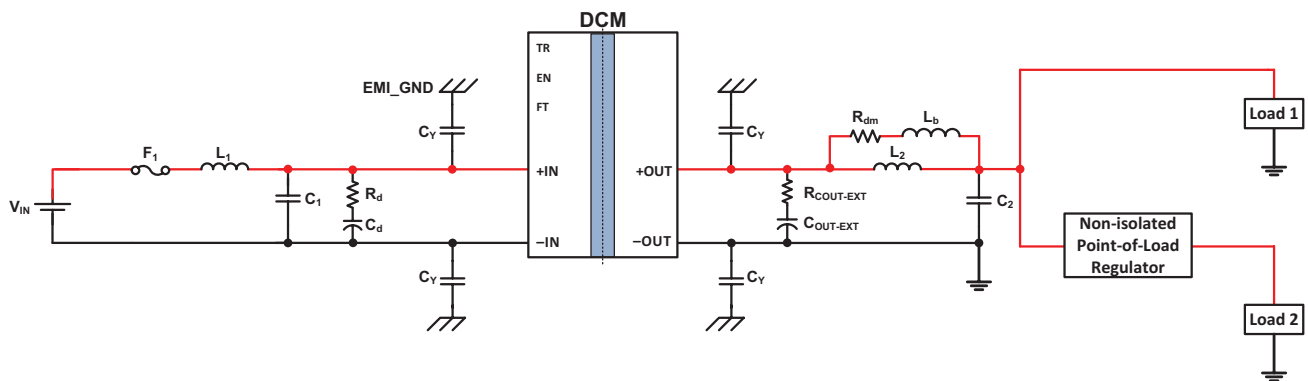 DCM
TR
EN
FT
+IN
−IN
+OUT
−OUT
EMI_GND
CY
CY
CY
CY
VIN
F1
L1
C1
Rd
Cd
RCOUT-EXT
COUT-EXT
Rdm
Lb
L2
C2
Load 1
Non-isolated
Point-of-Load
Regulator
Load 2